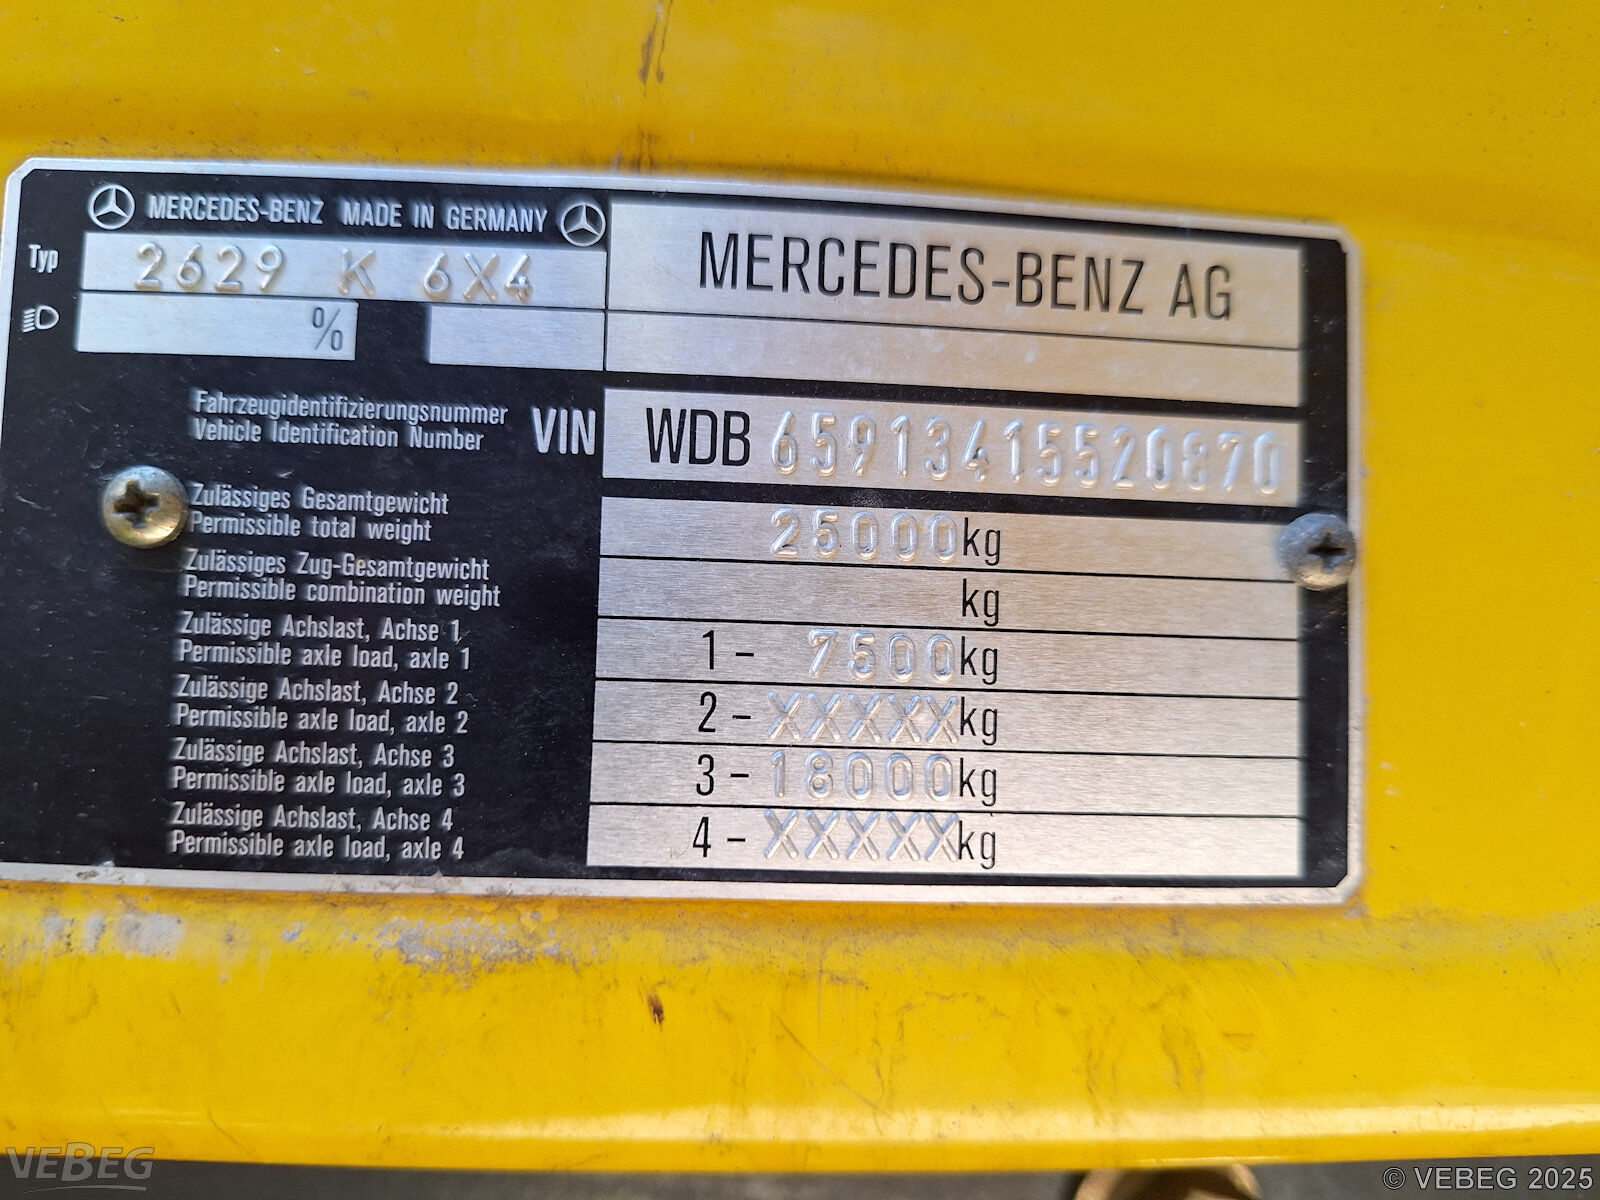 MERCEDES-BENZ MADE IN GERMANY
Typ 2629 K 6X4
%
MERCEDES-BENZ AG
Fahrzeugidentifizierungsnummer
Vehicle Identification Number
VIN WDB 65913415520870
Zulässiges Gesamtgewicht
Permissible total weight
25000kg
Zulässiges Zug-Gesamtgewicht
Permissible combination weight
kg
Zulässige Achslast, Achse 1
Permissible axle load, axle 1
1 - 7500kg
Zulässige Achslast, Achse 2
Permissible axle load, axle 2
2 - XXXXXkg
Zulässige Achslast, Achse 3
Permissible axle load, axle 3
3 - 18000kg
Zulässige Achslast, Achse 4
Permissible axle load, axle 4
4 - XXXXXkg
VEBEG
© VEBEG 2025